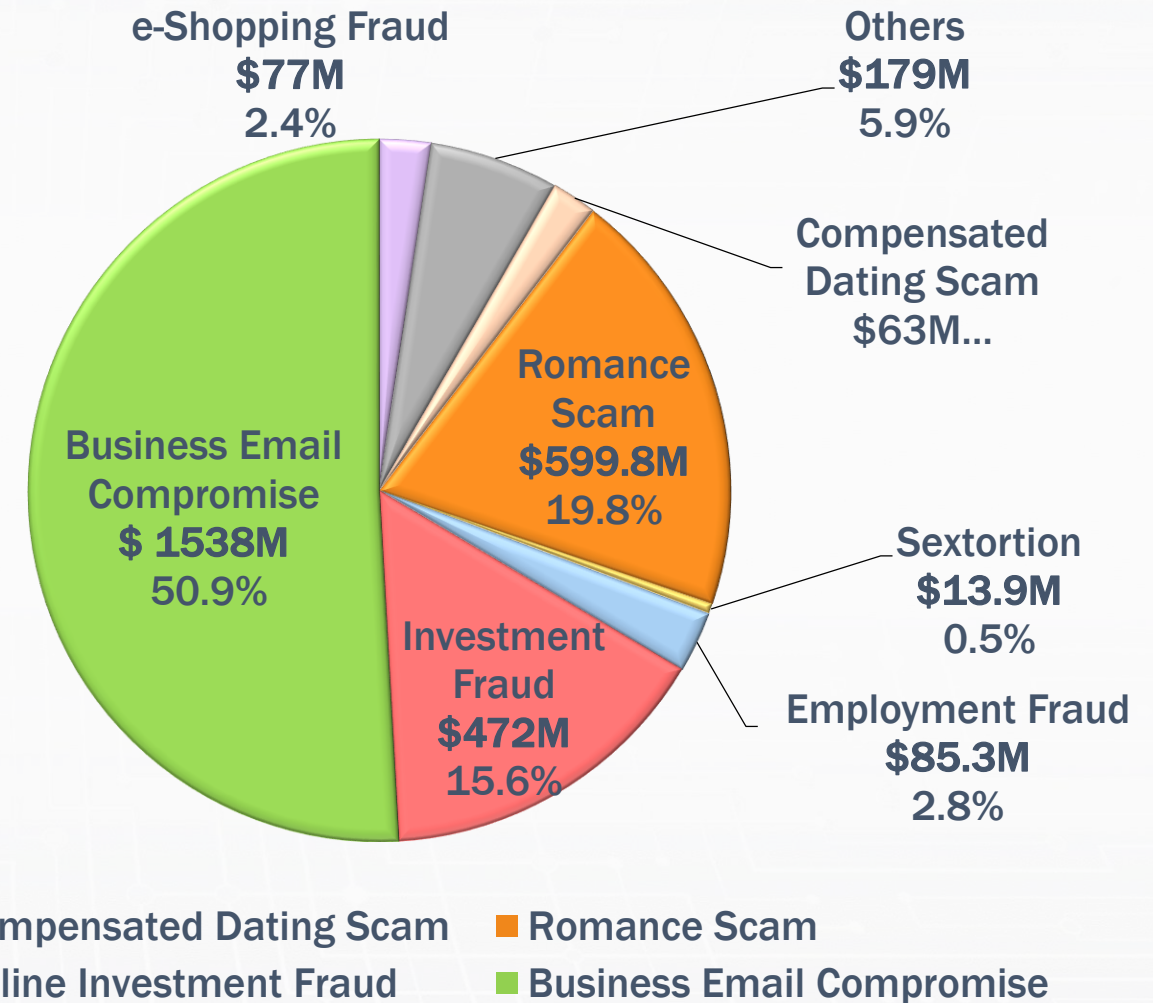 e-Shopping Fraud
$77M
2.4%
Others
$179M
5.9%
Compensated
Dating Scam
$63M...
Romance
Scam
$599.8M
19.8%
Business Email
Compromise
$ 1538M
50.9%
Sextortion
$13.9M
0.5%
Investment
Fraud
$472M
15.6%
Employment Fraud
$85.3M
2.8%
mpensated Dating Scam
Romance Scam
line Investment Fraud
Business Email Compromise